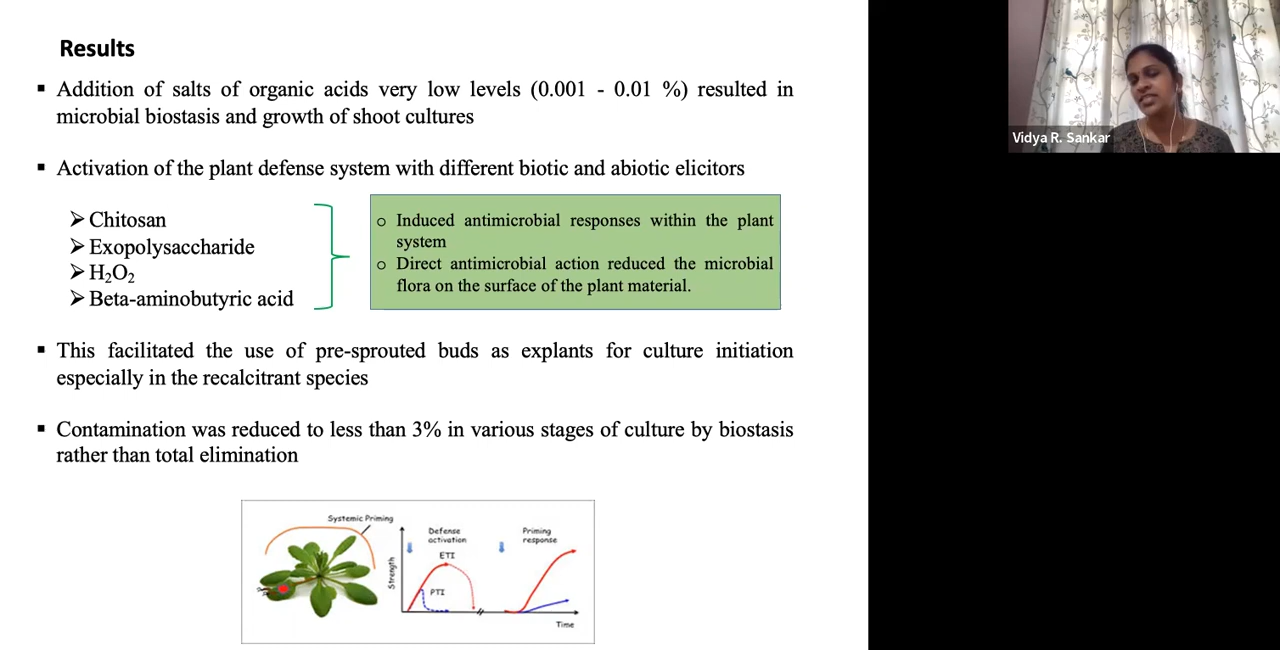 Results
▪ Addition of salts of organic acids very low levels (0.001 - 0.01 %) resulted in
microbial biostasis and growth of shoot cultures
▪ Activation of the plant defense system with different biotic and abiotic elicitors
➢ Chitosan
➢ Exopolysaccharide
➢ H₂O₂
➢ Beta-aminobutyric acid
o Induced antimicrobial responses within the plant
system
o Direct antimicrobial action reduced the microbial
flora on the surface of the plant material.
▪ This facilitated the use of pre-sprouted buds as explants for culture initiation
especially in the recalcitrant species
▪ Contamination was reduced to less than 3% in various stages of culture by biostasis
rather than total elimination
Systemic Priming
Strength
Defense
activation
ETI
PTI
Priming
response
Time
Vidya R. Sankar